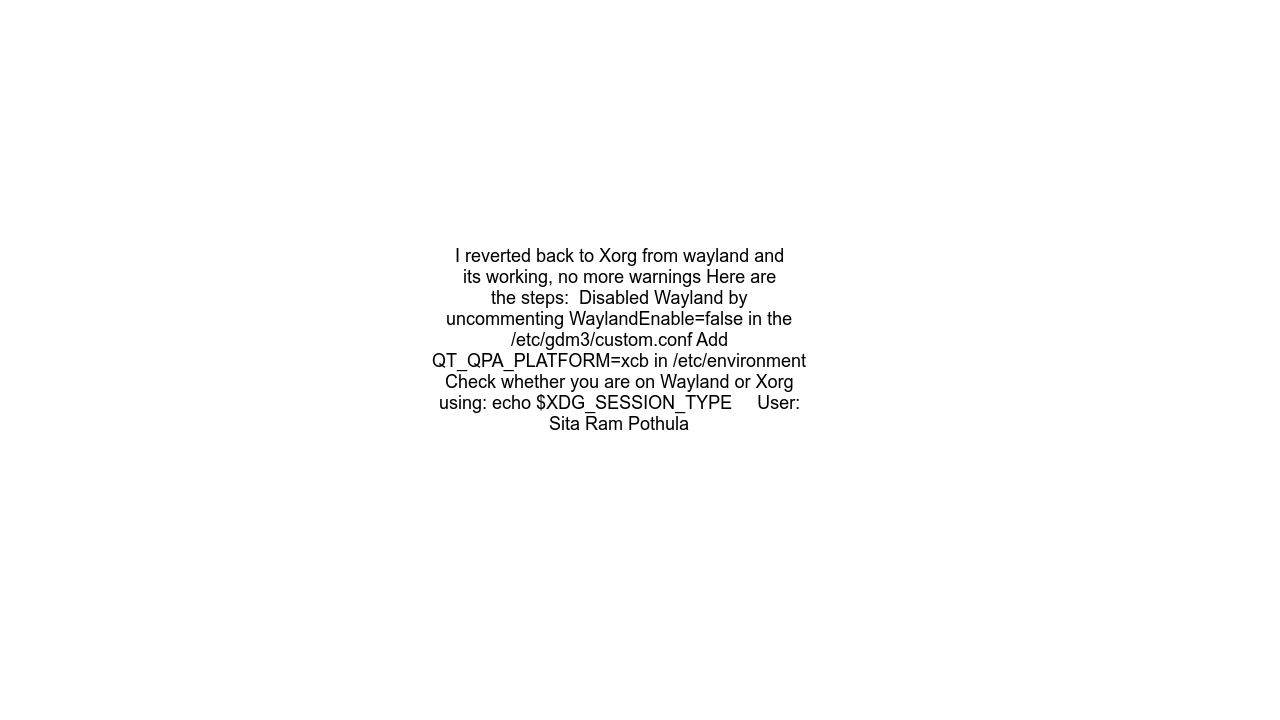 I reverted back to Xorg from wayland and
its working, no more warnings Here are
the steps:  Disabled Wayland by
uncommenting WaylandEnable=false in the
/etc/gdm3/custom.conf Add
QT_QPA_PLATFORM=xcb in /etc/environment
Check whether you are on Wayland or Xorg
using: echo $XDG_SESSION_TYPE     User:
Sita Ram Pothula